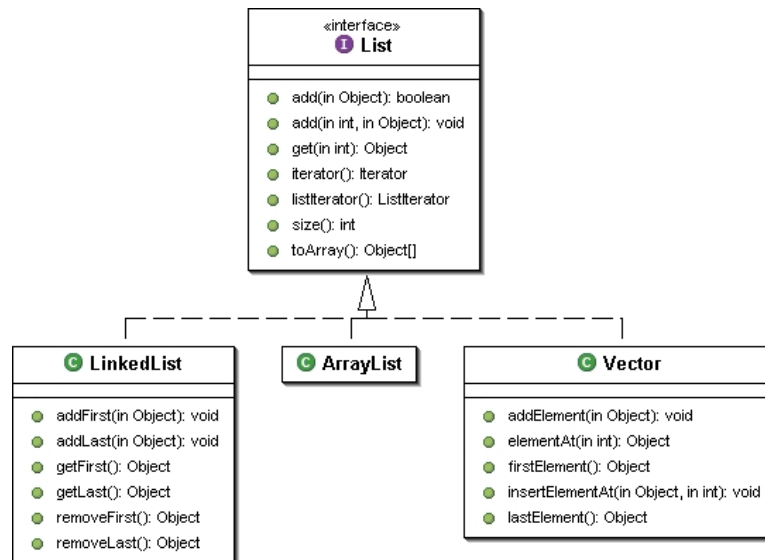 «interface»
I List
add(in Object): boolean
add(in int, in Object): void
get(in int): Object
iterator(): Iterator
listIterator(): ListIterator
size(): int
toArray(): Object[]
C LinkedList
addFirst(in Object): void
addLast(in Object): void
getFirst(): Object
getLast(): Object
removeFirst(): Object
removeLast(): Object
C ArrayList
C Vector
addElement(in Object): void
elementAt(in int): Object
firstElement(): Object
insertElementAt(in Object, in int): void
lastElement(): Object